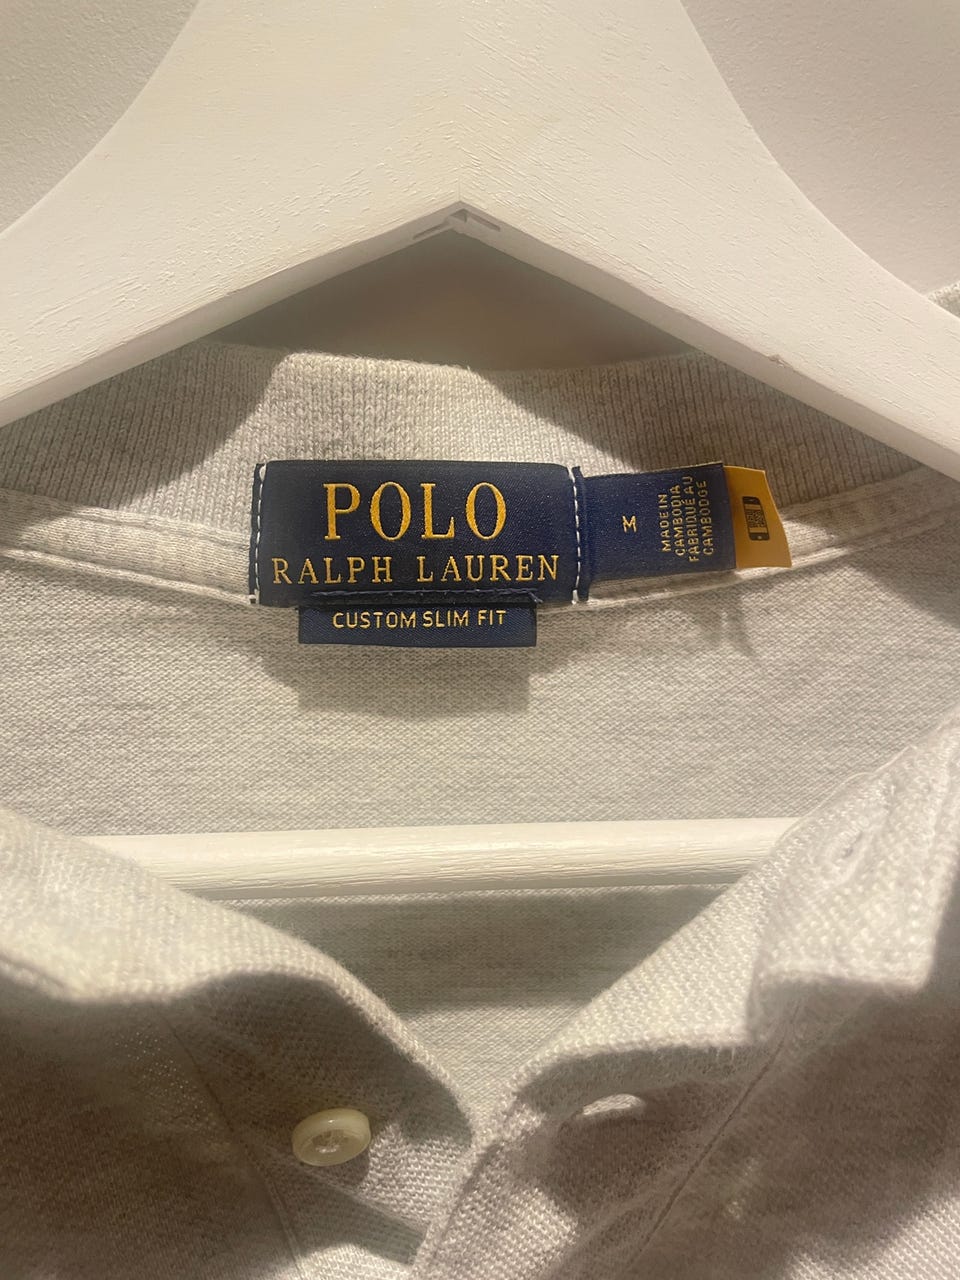 POLO
RALPH LAUREN
CUSTOM SLIM FIT
M
MADE IN
CAMBODIA
FABRIQUÉ AU
CAMBODGE